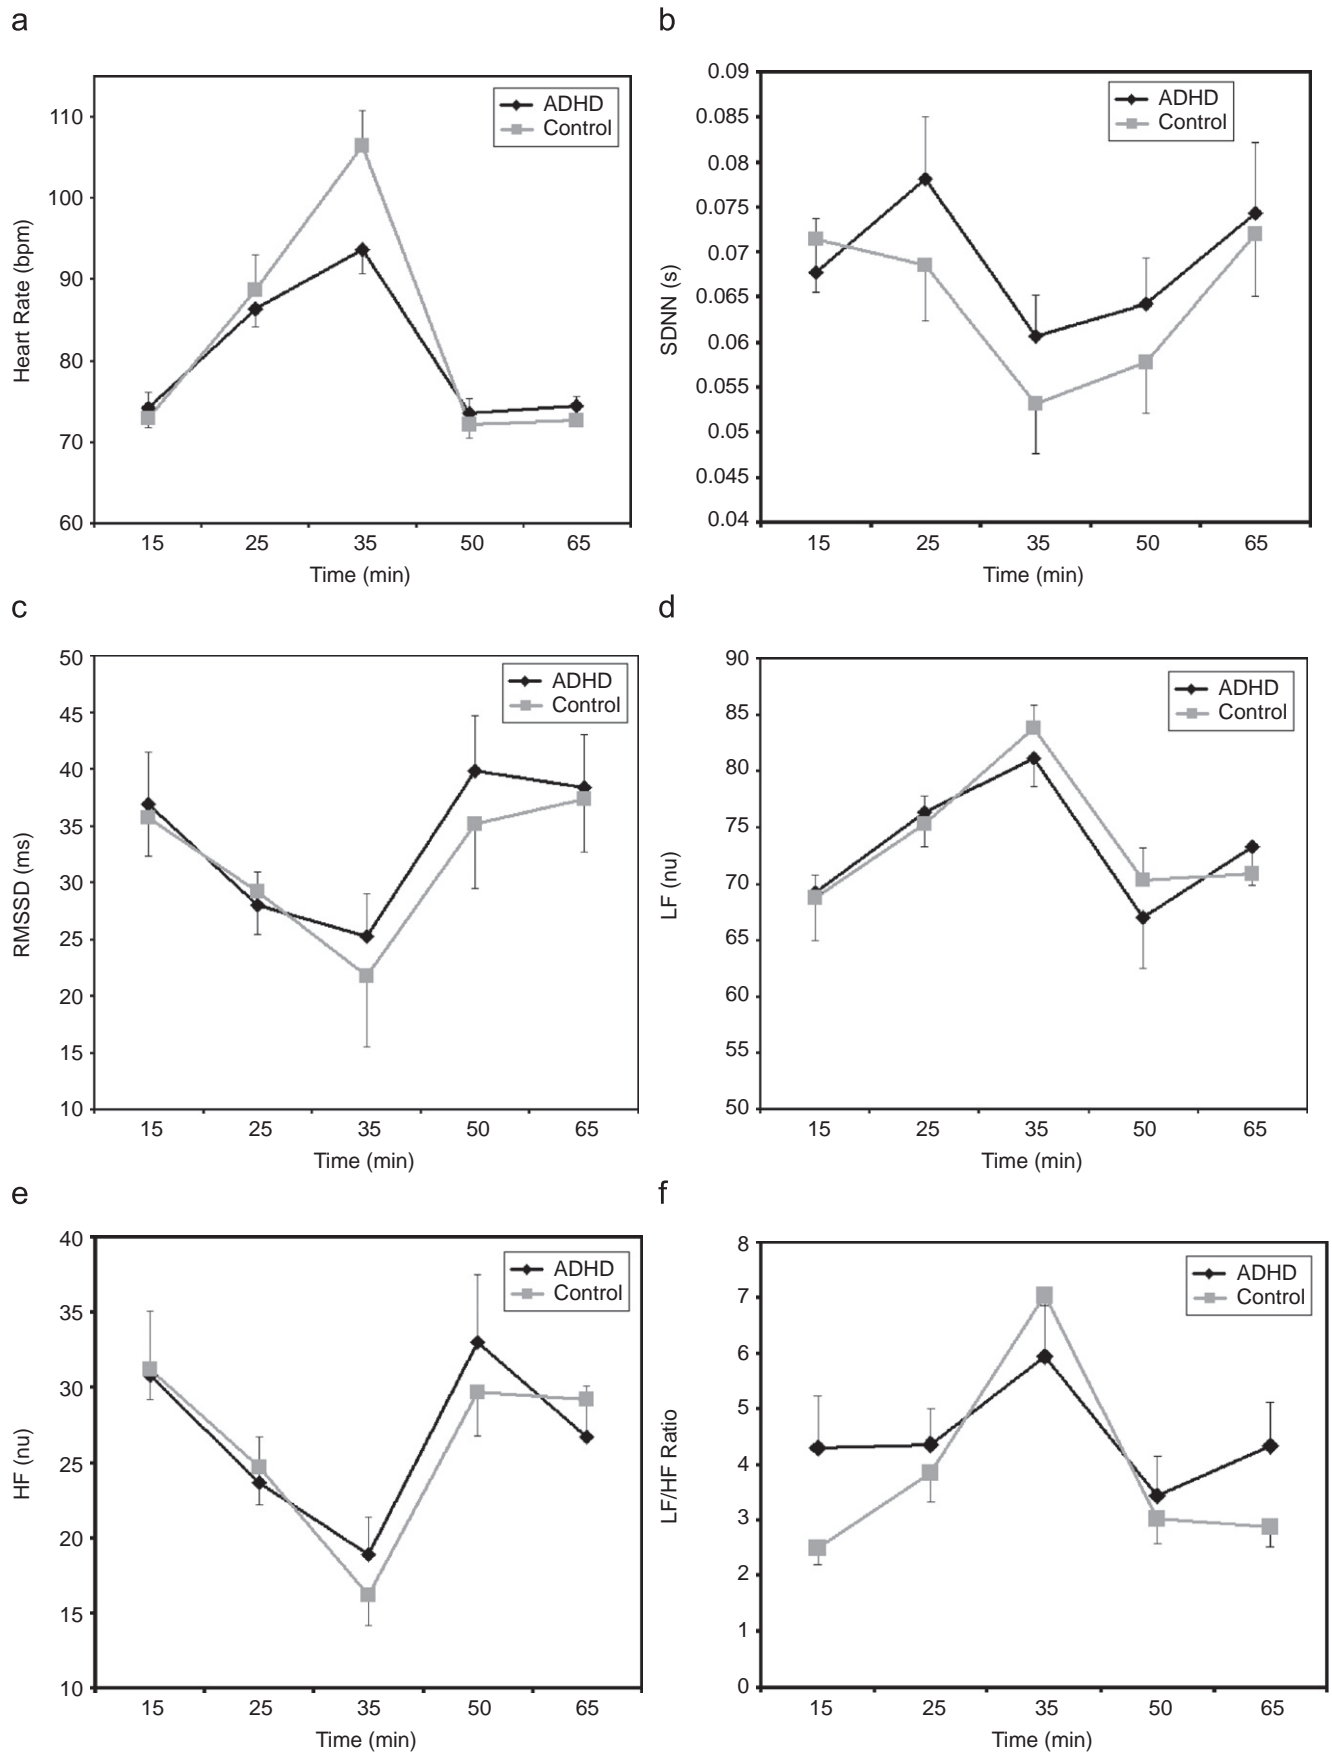 a
110
100
90
80
70
60
Heart Rate (bpm)
ADHD
Control
15 25 35 50 65
Time (min)
b
0.09
0.085
0.08
0.075
0.07
0.065
0.06
0.055
0.05
0.045
0.04
SDNN (s)
ADHD
Control
15 25 35 50 65
Time (min)
c
50
45
40
35
30
25
20
15
10
RMSSD (ms)
ADHD
Control
15 25 35 50 65
Time (min)
d
90
85
80
75
70
65
60
55
50
LF (nu)
ADHD
Control
15 25 35 50 65
Time (min)
e
40
35
30
25
20
15
10
HF (nu)
ADHD
Control
15 25 35 50 65
Time (min)
f
8
7
6
5
4
3
2
1
0
LF/HF Ratio
ADHD
Control
15 25 35 50 65
Time (min)